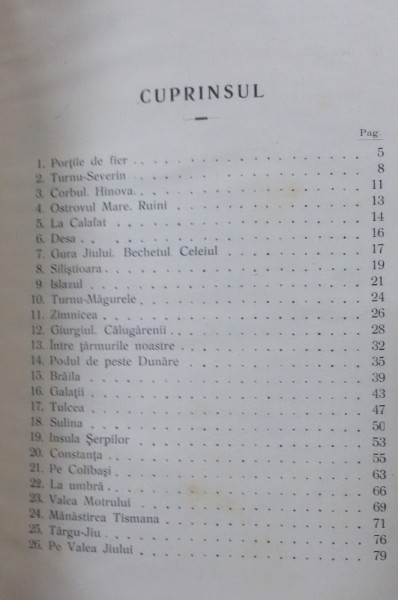 CUPRINSUL
Pag.
1. Porțile de fier . . . . . . . . . . . . . . . . 5
2. Turnu-Severin . . . . . . . . . . . . . . . . 8
3. Corbul. Hinova. . . . . . . . . . . . . . . . 11
4. Ostrovul Mare. Ruini . . . . . . . . . . . . 13
5. La Calafat . . . . . . . . . . . . . . . . . 14
6. Desa . . . . . . . . . . . . . . . . . . . . 16
7. Gura Jiului. Bechetul. Celeiul . . . . . . . 17
8. Siliștioara . . . . . . . . . . . . . . . . . 19
9. Islazul . . . . . . . . . . . . . . . . . . . 21
10. Turnu-Măgurele . . . . . . . . . . . . . . . 24
11. Zimnicea . . . . . . . . . . . . . . . . . . 26
12. Giurgiul. Călugărenii . . . . . . . . . . . . 28
13. Între țărmurile noastre . . . . . . . . . . . 32
14. Podul de peste Dunăre . . . . . . . . . . . . 35
15. Brăila . . . . . . . . . . . . . . . . . . . 39
16. Galații . . . . . . . . . . . . . . . . . . . 43
17. Tulcea . . . . . . . . . . . . . . . . . . . 47
18. Sulina . . . . . . . . . . . . . . . . . . . 50
19. Insula Șerpilor . . . . . . . . . . . . . . . 53
20. Constanța . . . . . . . . . . . . . . . . . . 55
21. Pe Colibași . . . . . . . . . . . . . . . . . 63
22. La umbră . . . . . . . . . . . . . . . . . . 66
23. Valea Motrului . . . . . . . . . . . . . . . 69
24. Mânăstirea Tismana . . . . . . . . . . . . . 71
25. Târgu-Jiu . . . . . . . . . . . . . . . . . . 76
26. Pe Valea Jiului . . . . . . . . . . . . . . . 79